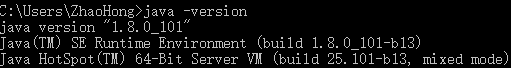 C:\Users\ZhaoHong>java -version
java version "1.8.0_101"
Java(TM) SE Runtime Environment (build 1.8.0_101-b13)
Java HotSpot(TM) 64-Bit Server VM (build 25.101-b13, mixed mode)